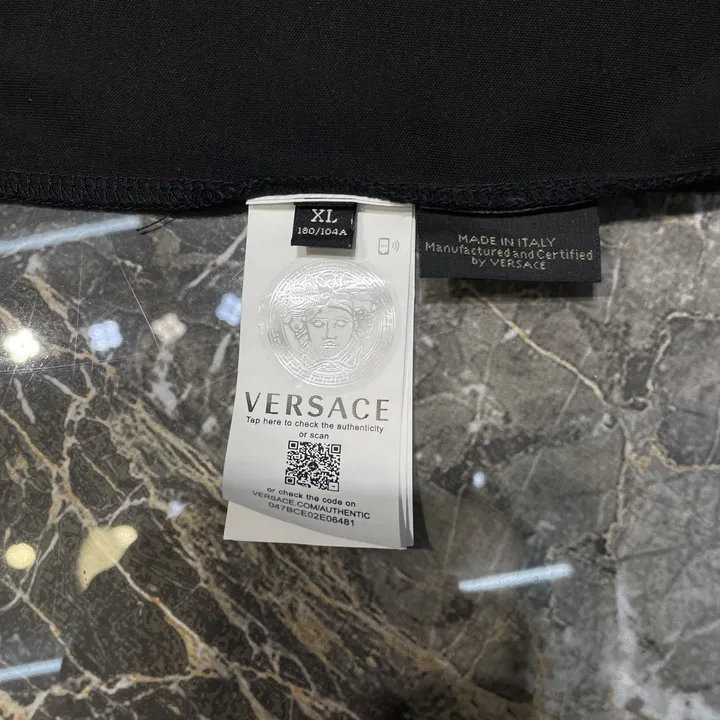 XL
180/104A
MADE IN ITALY
Manufactured and Certified
by VERSACE
VERSACE
Tap here to check the authenticity
or scan
or check the code on
VERSACE.COM/AUTHENTIC
047BCE02E06481